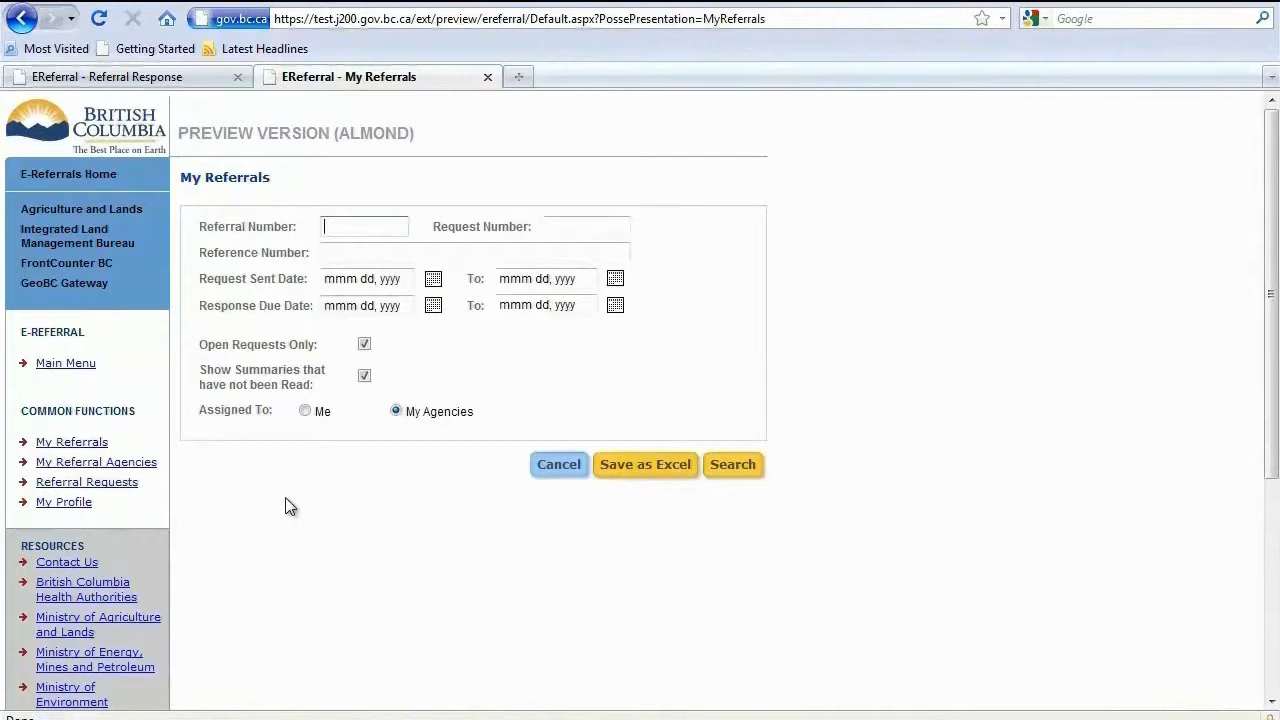 gov.bc.ca https://test.j200.gov.bc.ca/ext/preview/ereferral/Default.aspx?PossePresentation=MyReferrals Google
Most Visited Getting Started Latest Headlines
EReferral - Referral Response EReferral - My Referrals
BRITISH
COLUMBIA
The Best Place on Earth
PREVIEW VERSION (ALMOND)
E-Referrals Home
Agriculture and Lands
Integrated Land
Management Bureau
FrontCounter BC
GeoBC Gateway
E-REFERRAL
Main Menu
COMMON FUNCTIONS
My Referrals
My Referral Agencies
Referral Requests
My Profile
RESOURCES
Contact Us
British Columbia
Health Authorities
Ministry of Agriculture
and Lands
Ministry of Energy,
Mines and Petroleum
Ministry of
Environment
My Referrals
Referral Number: Request Number:
Reference Number:
Request Sent Date: mmm dd, yyyy To: mmm dd, yyyy
Response Due Date: mmm dd, yyyy To: mmm dd, yyyy
Open Requests Only:
Show Summaries that
have not been Read:
Assigned To: Me My Agencies
Cancel Save as Excel Search